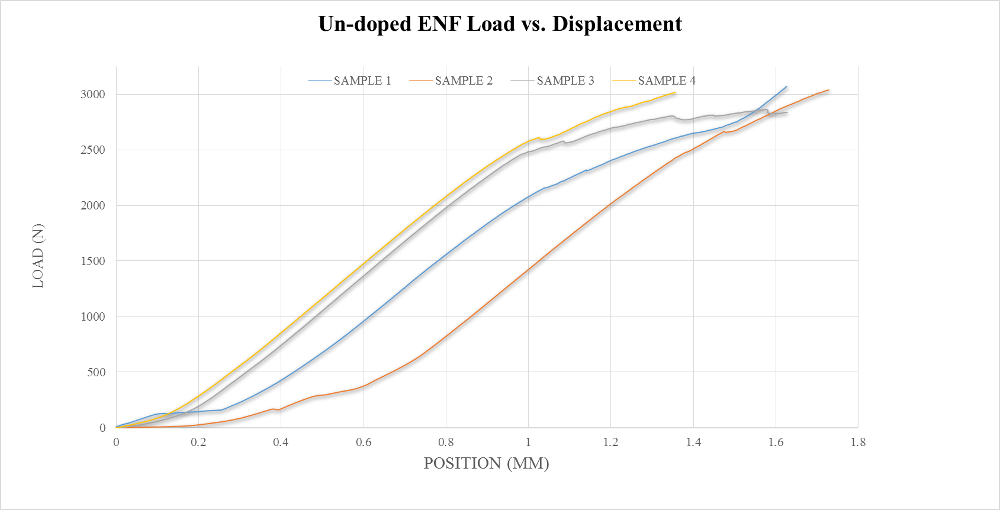 Un-doped ENF Load vs. Displacement
SAMPLE 1 SAMPLE 2 SAMPLE 3 SAMPLE 4
3000
2500
2000
1500
1000
500
0
LOAD (N)
0 0.2 0.4 0.6 0.8 1 1.2 1.4 1.6 1.8
POSITION (MM)